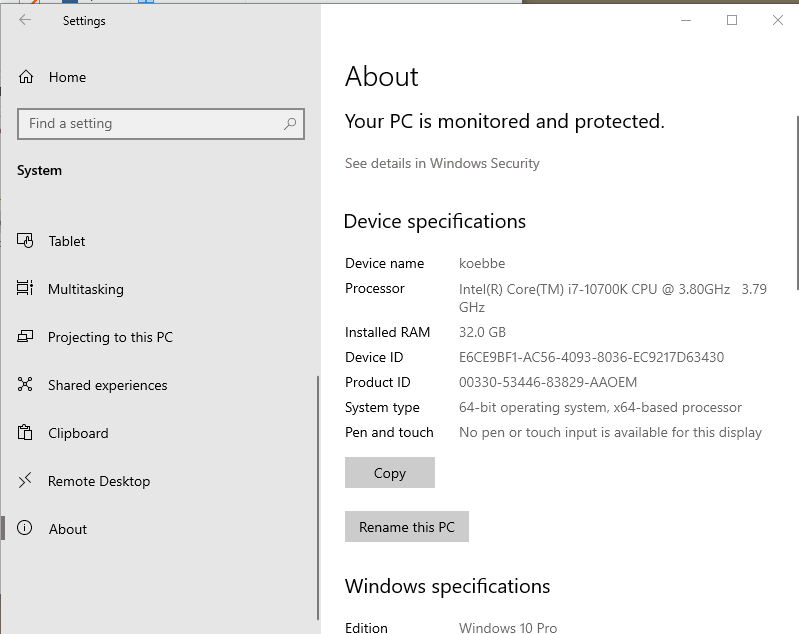 Settings
Home
Find a setting
System
Tablet
Multitasking
Projecting to this PC
Shared experiences
Clipboard
Remote Desktop
About
About
Your PC is monitored and protected.
See details in Windows Security
Device specifications
Device name koebbe
Processor Intel(R) Core(TM) i7-10700K CPU @ 3.80GHz 3.79
GHz
Installed RAM 32.0 GB
Device ID E6CE9BF1-AC56-4093-8036-EC9217D63430
Product ID 00330-53446-83829-AAOEM
System type 64-bit operating system, x64-based processor
Pen and touch No pen or touch input is available for this display
Copy
Rename this PC
Windows specifications
Edition Windows 10 Pro